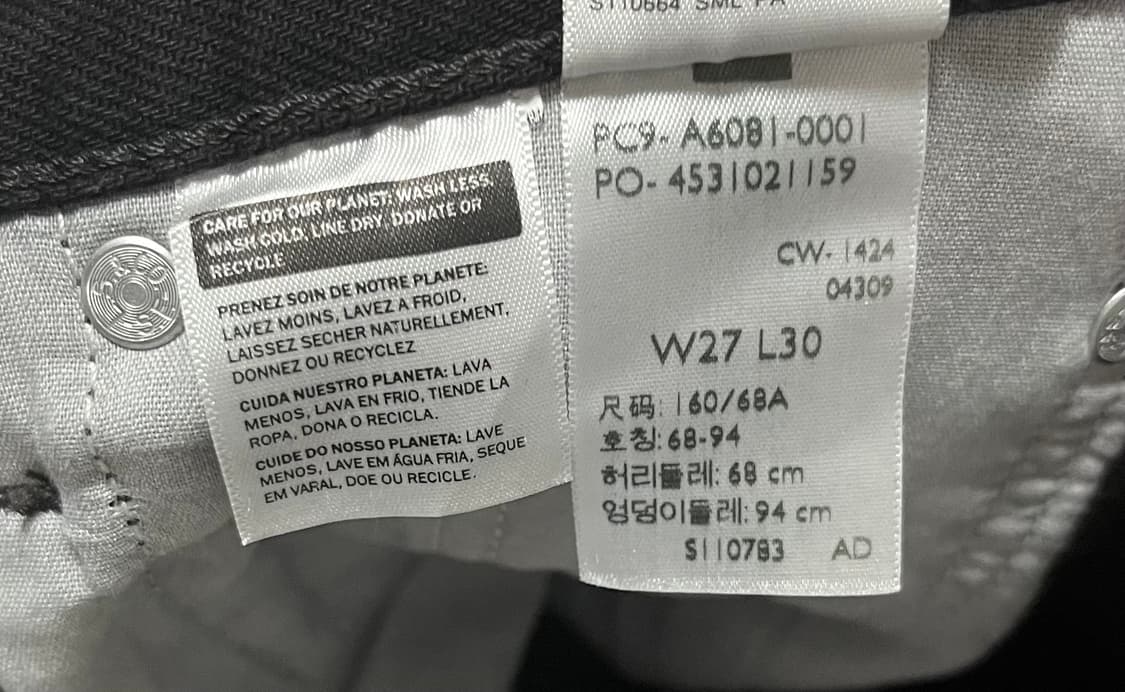 CARE FOR OUR PLANET: WASH LESS,
WASH COLD, LINE DRY, DONATE OR
RECYCLE
PRENEZ SOIN DE NOTRE PLANETE:
LAVEZ MOINS, LAVEZ A FROID,
LAISSEZ SECHER NATURELLEMENT,
DONNEZ OU RECYCLEZ
CUIDA NUESTRO PLANETA: LAVA
MENOS, LAVA EN FRIO, TIENDE LA
ROPA, DONA O RECICLA.
CUIDE DO NOSSO PLANETA: LAVE
MENOS, LAVE EM ÁGUA FRIA, SEQUE
EM VARAL, DOE OU RECICLE.
S110664 SML PA
PC9- A6081-0001
PO- 4531021159
CW- 1424
04309
W27 L30
尺码: 160/68A
호칭: 68-94
허리둘레: 68 cm
엉덩이둘레: 94 cm
S110783 AD